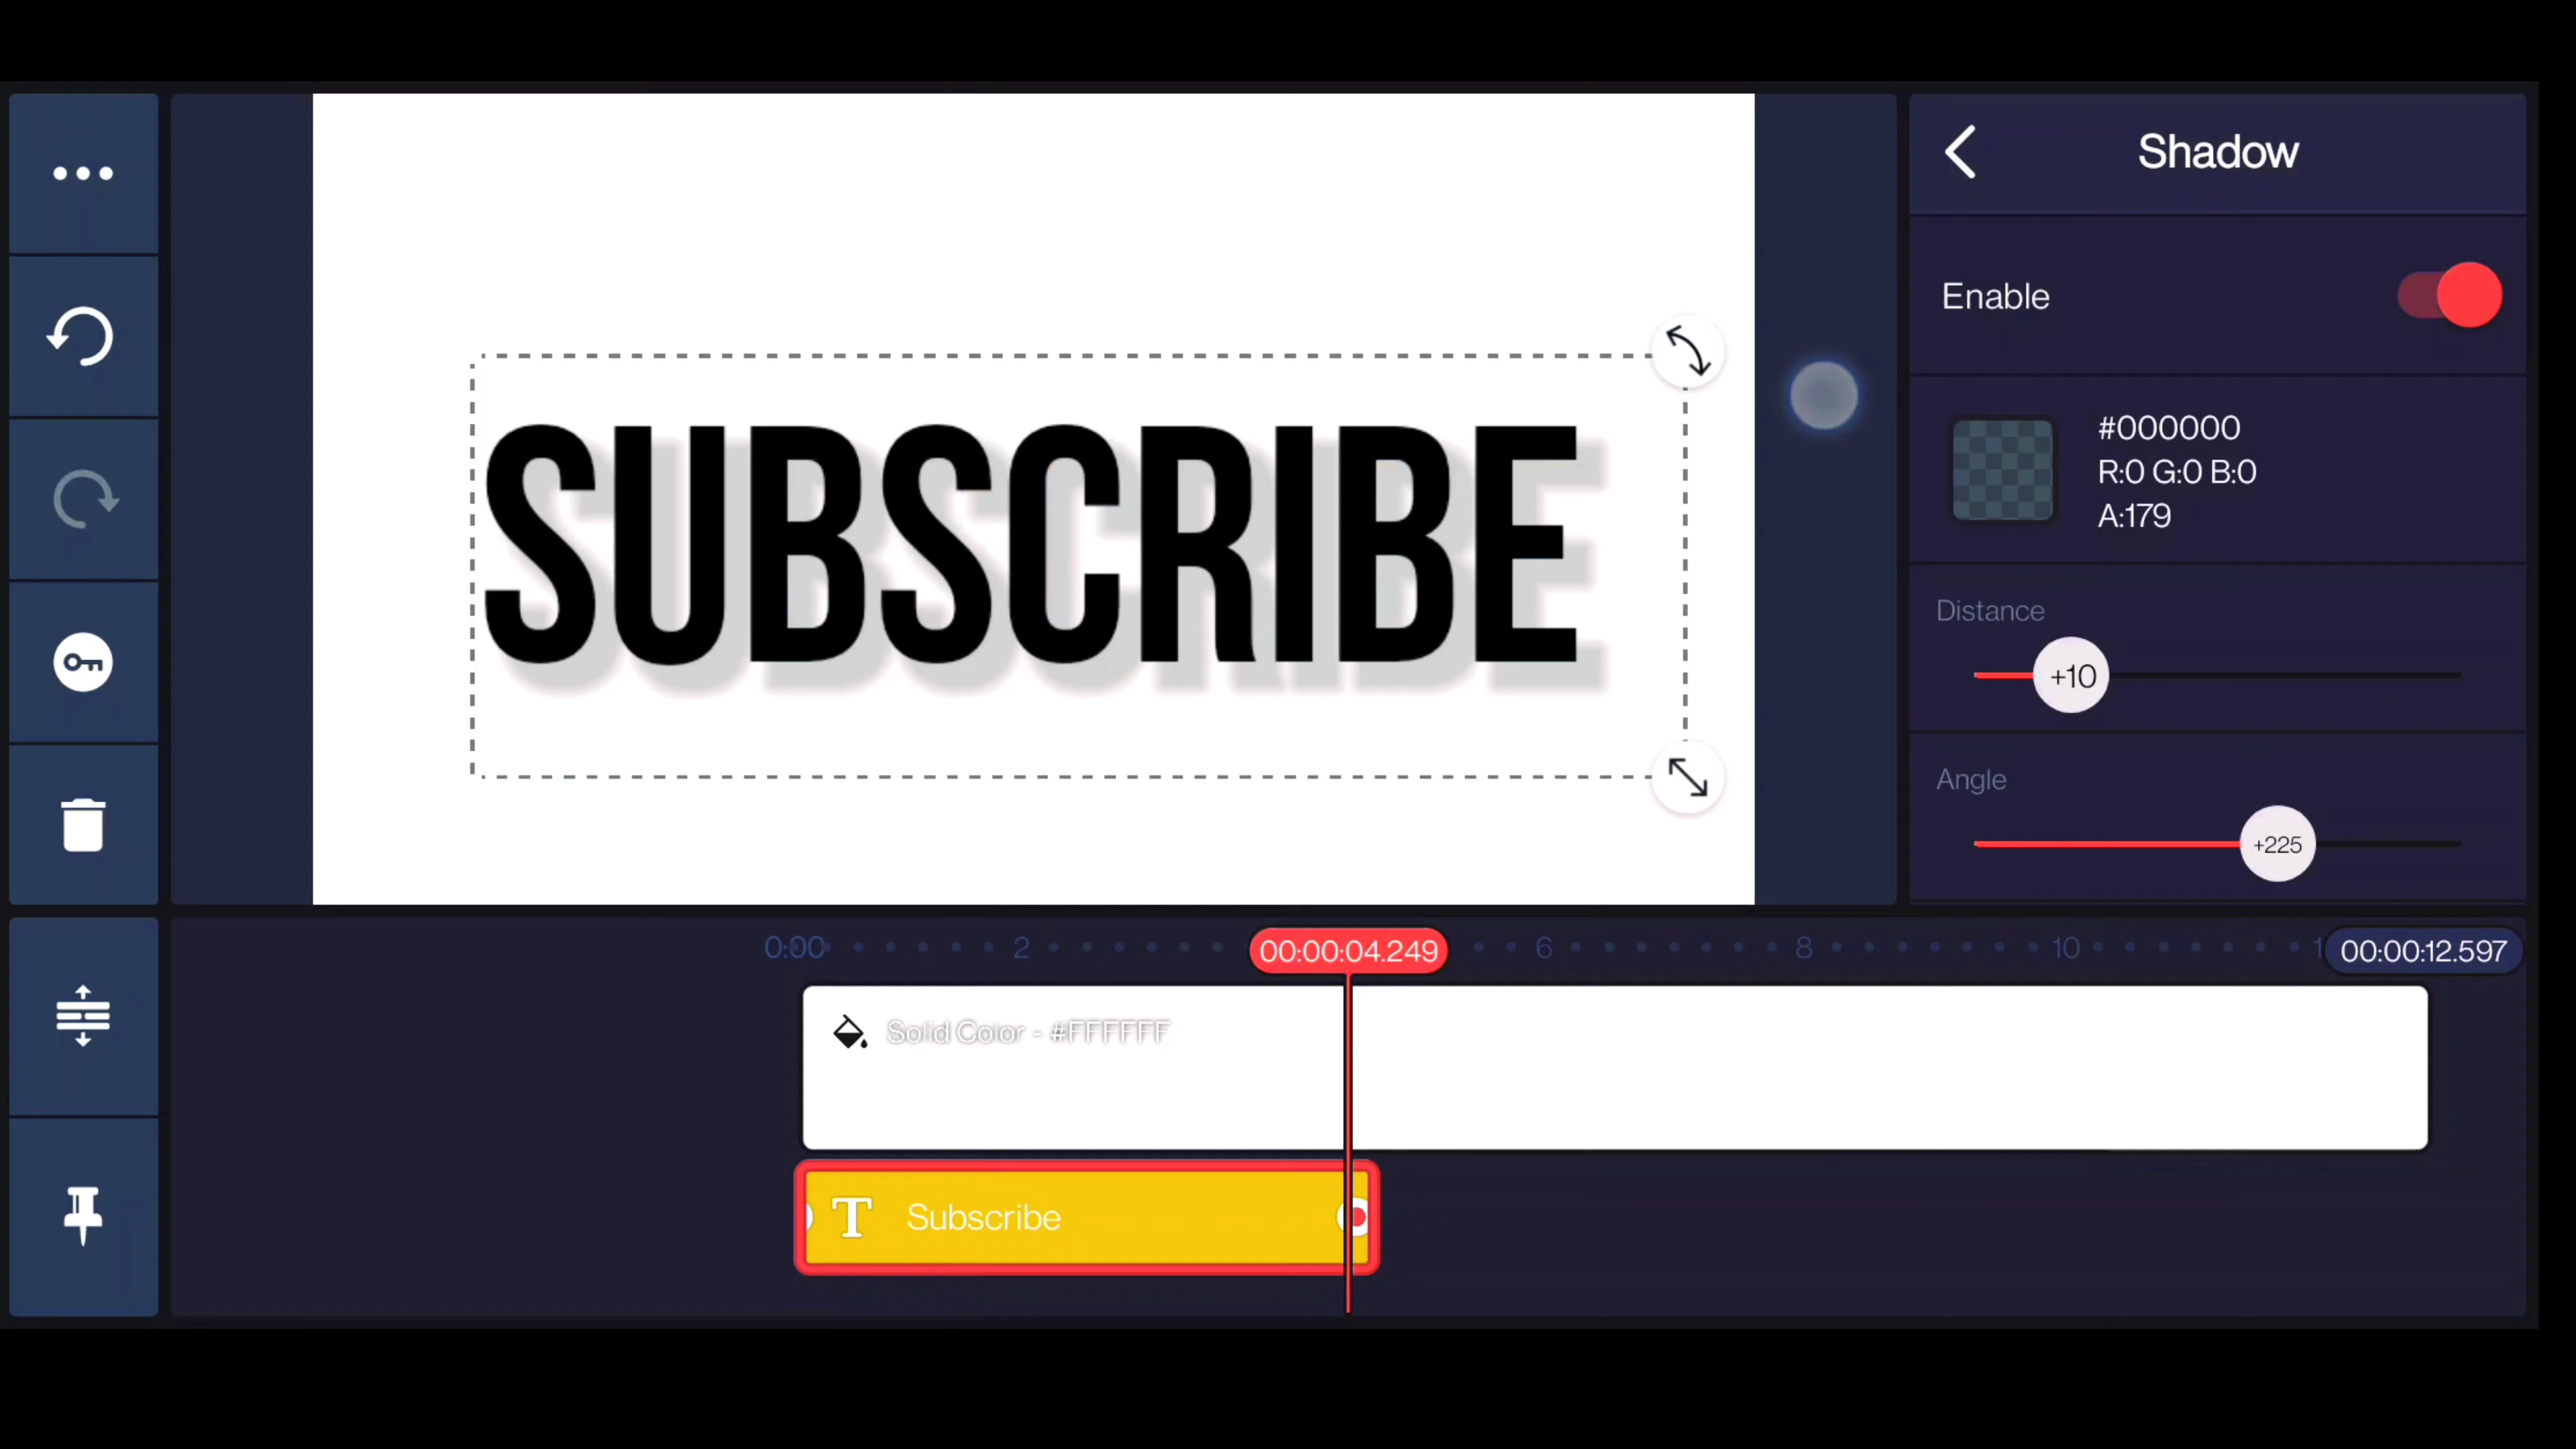 Shadow
Enable
#000000
R:0 G:0 B:0
A:179
Distance
+10
Angle
+225
SUBSCRIBE
0:00 2 00:00:04.249 6 8 10 1 00:00:12.597
Solid Color - #FFFFFF
T Subscribe